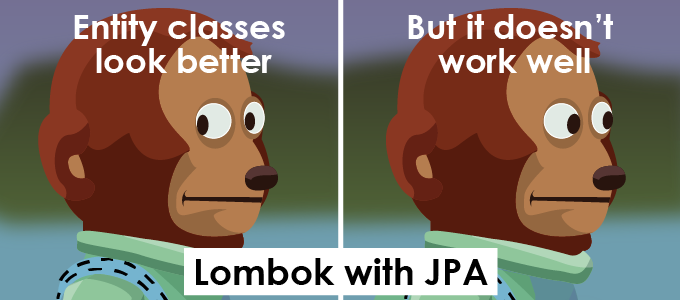 Entity classes
look better
But it doesn’t
work well
Lombok with JPA